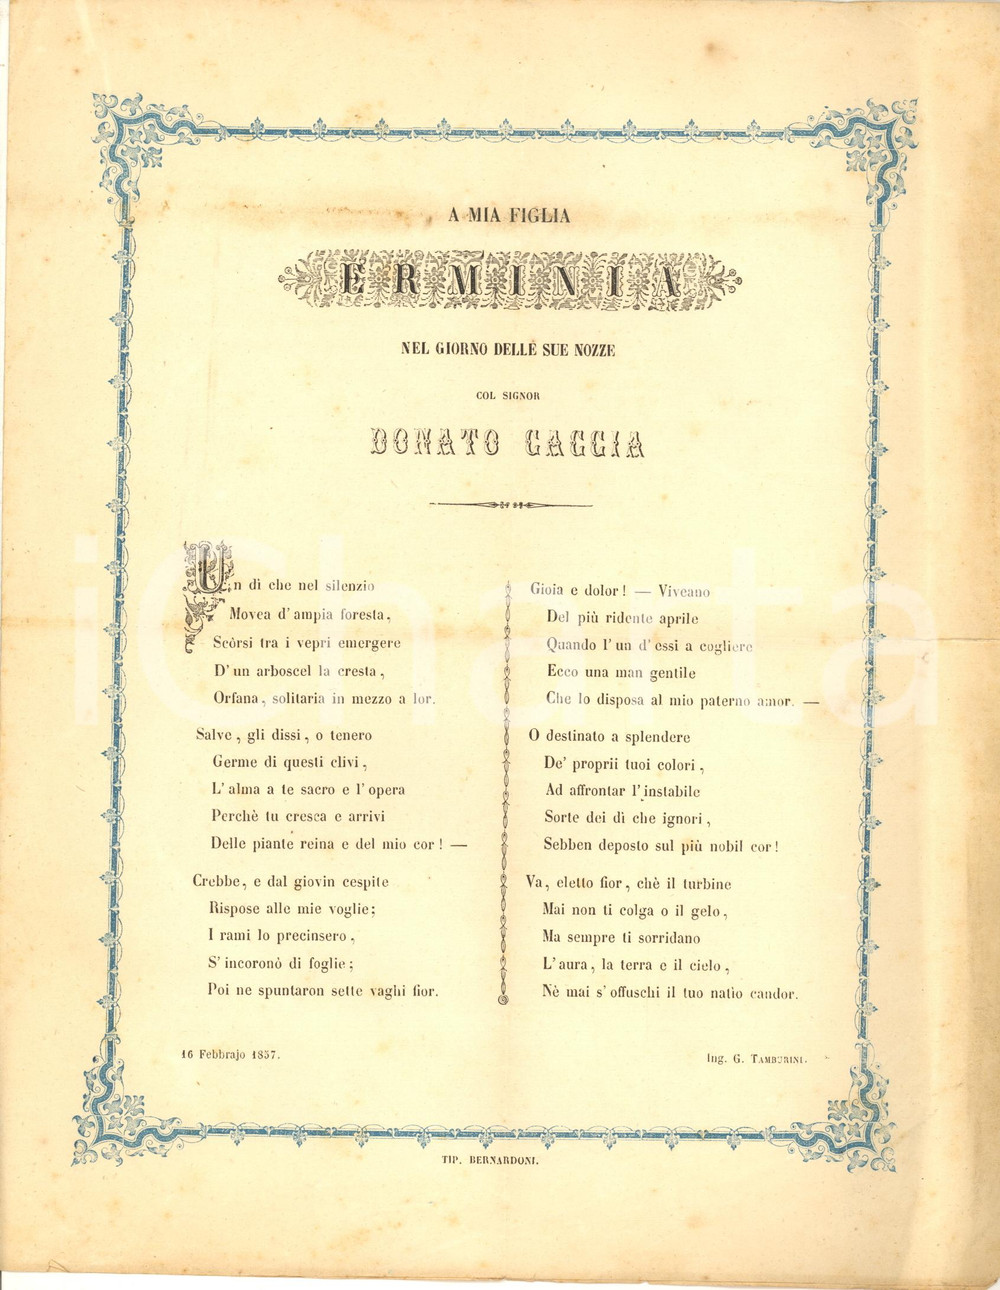 A MIA FIGLIA
ERMINIA
NEL GIORNO DELLE SUE NOZZE
COL SIGNOR
DONATO CACCIA
Un dì che nel silenzio
Movea d'ampia foresta,
Scòrsi tra i vepri emergere
D'un arboscel la cresta,
Orfana, solitaria in mezzo a lor.
Salve, gli dissi, o tenero
Germe di questi clivi,
L'alma a te sacro e l'opera
Perchè tu cresca e arrivi
Delle piante reina e del mio cor! —
Crebbe, e dal giovin cespite
Rispose alle mie voglie;
I rami lo precinsero,
S'incoronò di foglie;
Poi ne spuntaron sette vaghi fior.
Gioia e dolor! — Viveano
Del più ridente aprile
Quando l'un d'essi a cogliere
Ecco una man gentile
Che lo disposa al mio paterno amor. —
O destinato a splendere
De' proprii tuoi colori,
Ad affrontar l'instabile
Sorte dei dì che ignori,
Sebben deposto sul più nobil cor!
Va, eletto fior, chè il turbine
Mai non ti colga o il gelo,
Ma sempre ti sorridano
L'aura, la terra e il cielo,
Nè mai s'offuschi il tuo natìo candor.
16 Febbrajo 1857.
Ing. G. TAMBURINI.
TIP. BERNARDONI.
iCharta